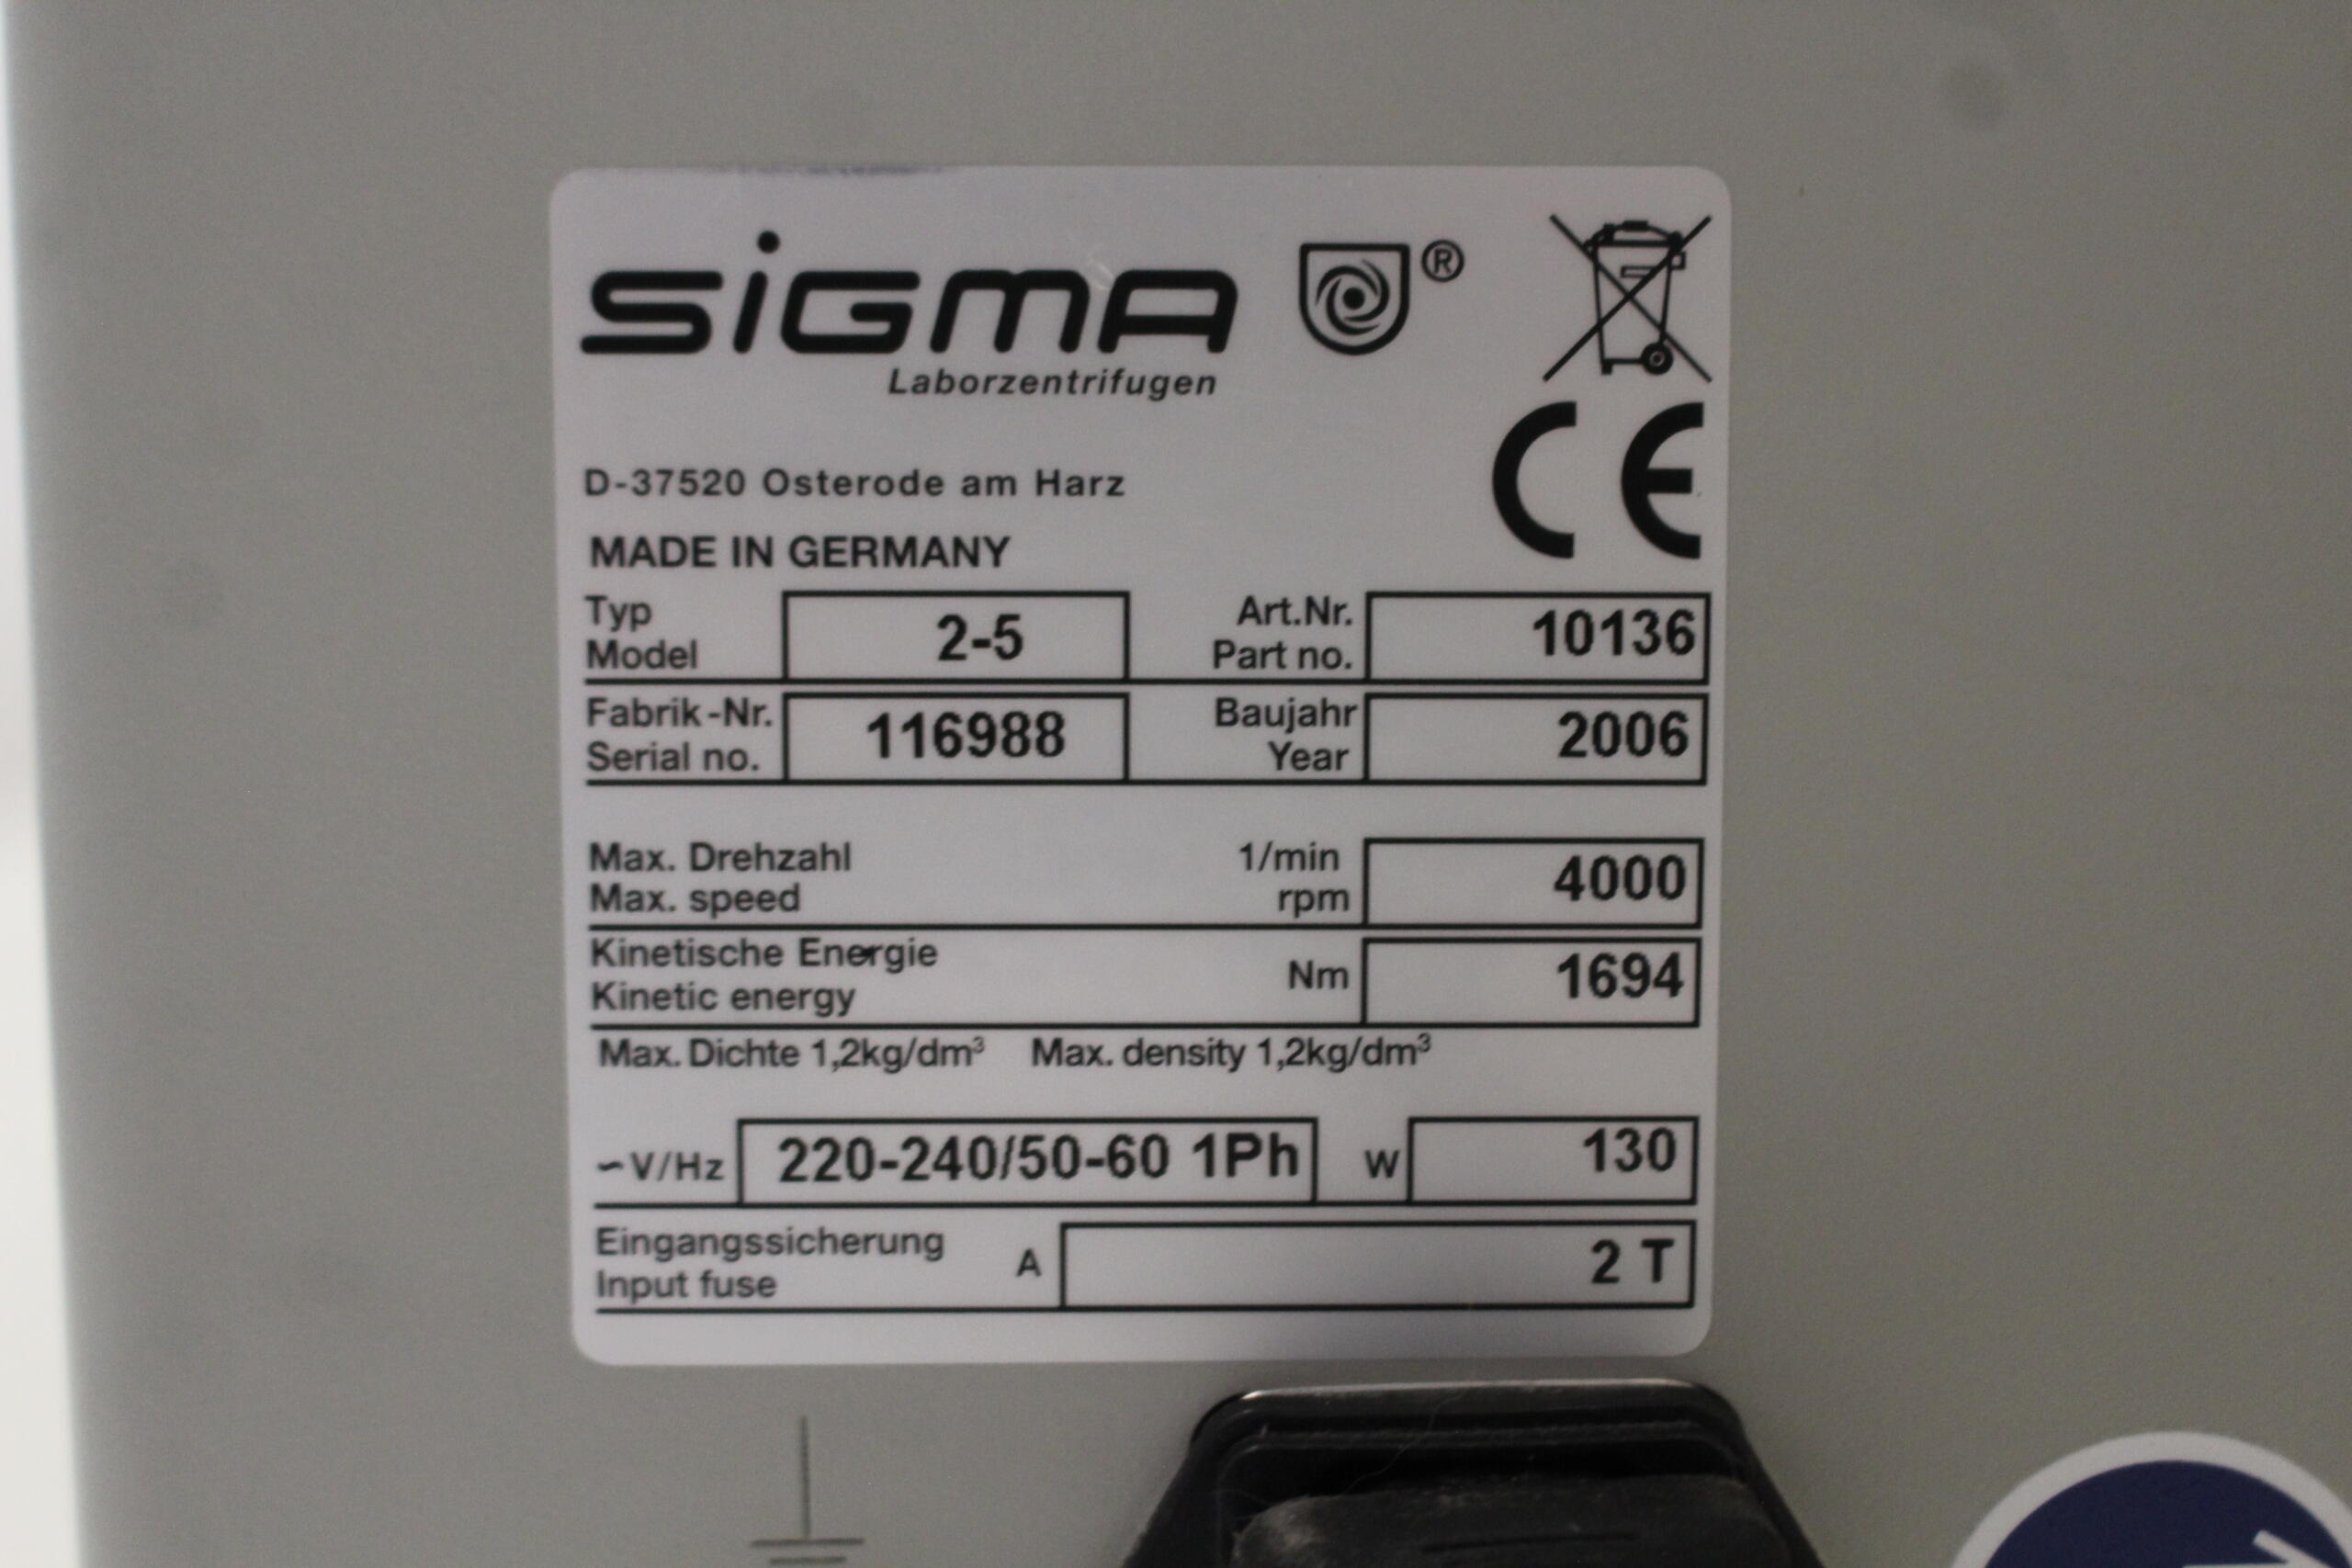 SIGMA ®
Laborzentrifugen
CE
D-37520 Osterode am Harz
MADE IN GERMANY
Typ
Model 2-5 Art.Nr.
Part no. 10136
Fabrik-Nr.
Serial no. 116988 Baujahr
Year 2006
Max. Drehzahl 1/min
Max. speed rpm 4000
Kinetische Energie
Kinetic energy Nm 1694
Max. Dichte 1,2kg/dm³ Max. density 1,2kg/dm³
~V/Hz 220-240/50-60 1Ph W 130
Eingangssicherung
Input fuse A 2 T